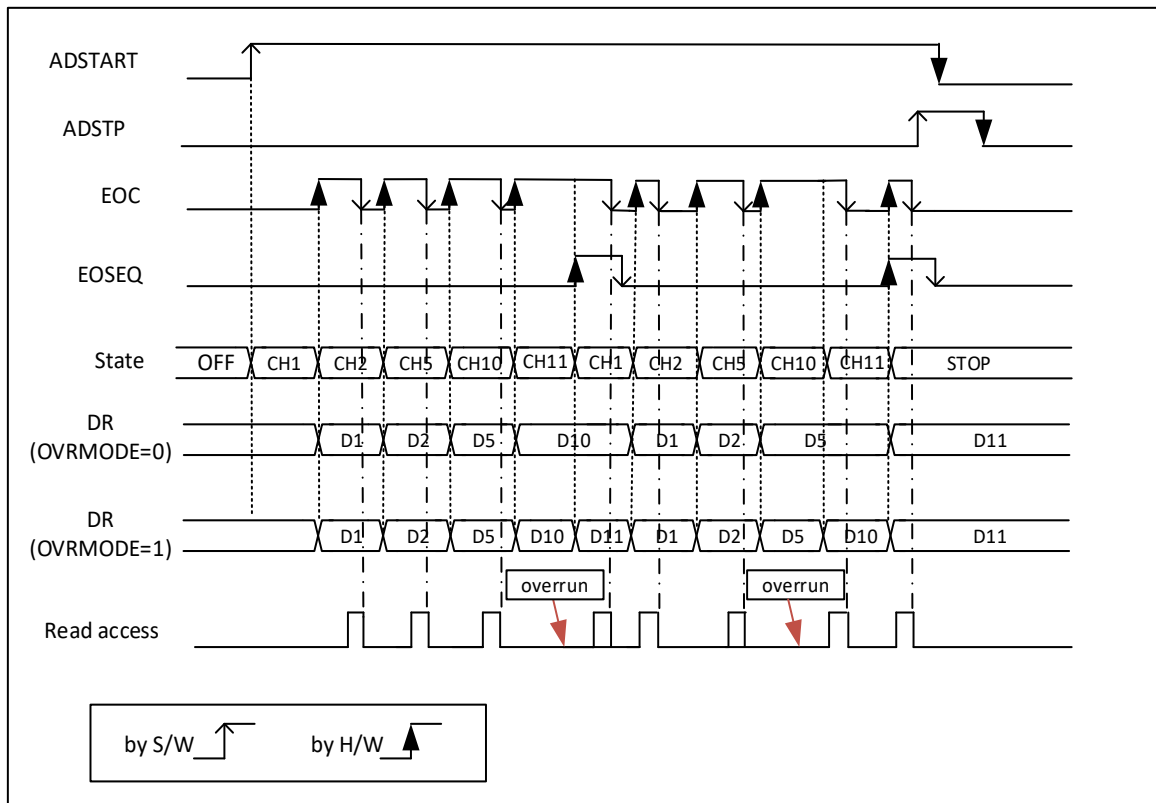 ADSTART
ADSTP
EOC
EOSEQ
State OFF CH1 CH2 CH5 CH10 CH11 CH1 CH2 CH5 CH10 CH11 STOP
DR
(OVRMODE=0) D1 D2 D5 D10 D1 D2 D5 D11
DR
(OVRMODE=1) D1 D2 D5 D10 D11 D1 D2 D5 D10 D11
overrun overrun
Read access
by S/W by H/W